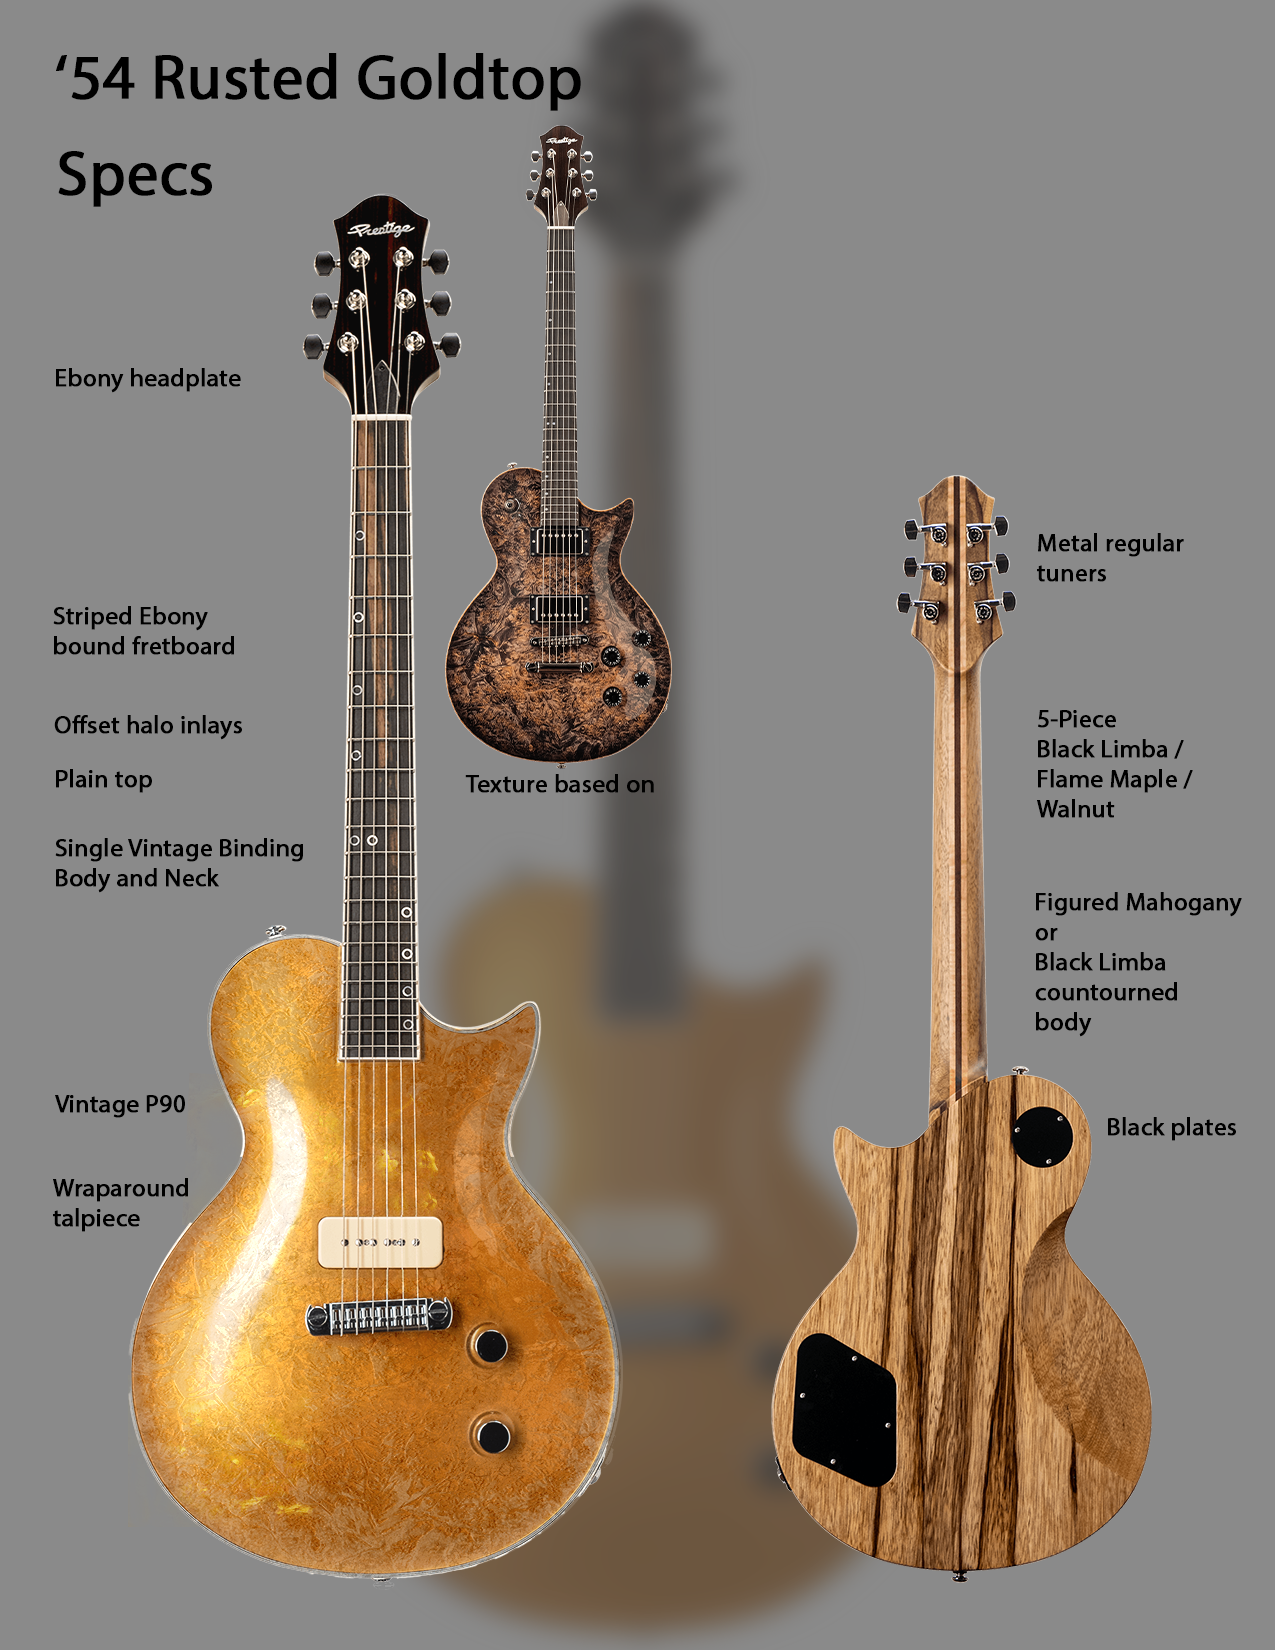 ‘54 Rusted Goldtop
Specs
Prestige
Prestige
Ebony headplate
Striped Ebony
bound fretboard
Offset halo inlays
Plain top
Single Vintage Binding
Body and Neck
Vintage P90
Wraparound
talpiece
Texture based on
Metal regular
tuners
5-Piece
Black Limba /
Flame Maple /
Walnut
Figured Mahogany
or
Black Limba
countourned
body
Black plates